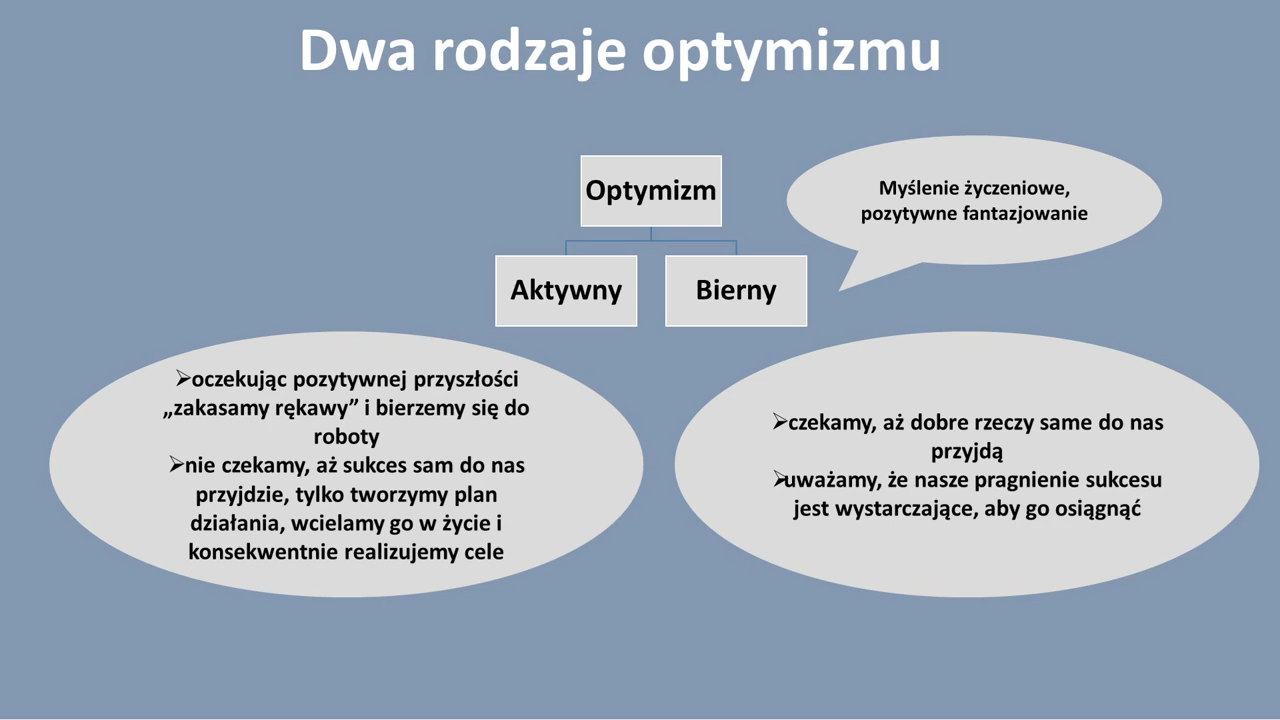 Dwa rodzaje optymizmu
Optymizm
Myślenie życzeniowe,
pozytywne fantazjowanie
Aktywny
Bierny
➢oczekując pozytywnej przyszłości
„zakasamy rękawy” i bierzemy się do
roboty
➢nie czekamy, aż sukces sam do nas
przyjdzie, tylko tworzymy plan
działania, wcielamy go w życie i
konsekwentnie realizujemy cele
➢czekamy, aż dobre rzeczy same do nas
przyjdą
➢uważamy, że nasze pragnienie sukcesu
jest wystarczające, aby go osiągnąć